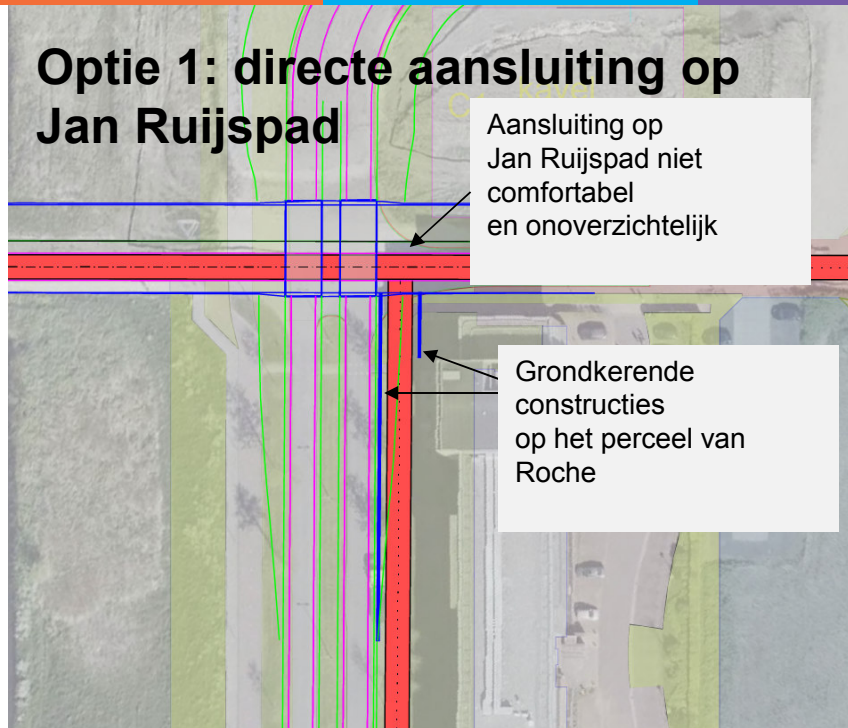 Optie 1: directe aansluiting op
Jan Ruijspad
Kavel
Aansluiting op
Jan Ruijspad niet
comfortabel
en onoverzichtelijk
Grondkerende
constructies
op het perceel van
Roche